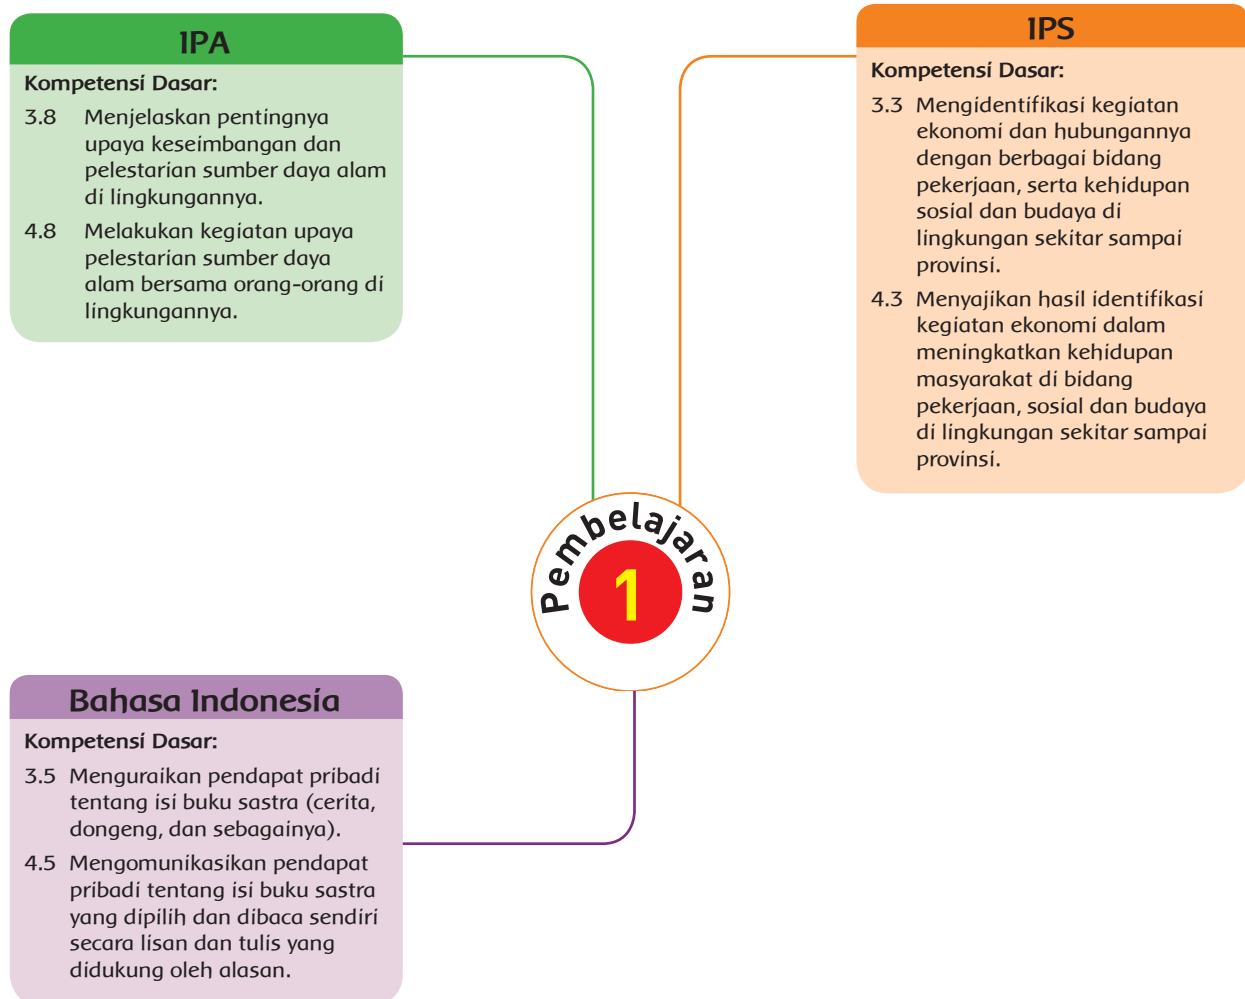 IPA
Kompetensi Dasar:
3.8 Menjelaskan pentingnya
upaya keseimbangan dan
pelestarian sumber daya alam
di lingkungannya.
4.8 Melakukan kegiatan upaya
pelestarian sumber daya
alam bersama orang-orang di
lingkungannya.
IPS
Kompetensi Dasar:
3.3 Mengidentifikasi kegiatan
ekonomi dan hubungannya
dengan berbagai bidang
pekerjaan, serta kehidupan
sosial dan budaya di
lingkungan sekitar sampai
provinsi.
4.3 Menyajikan hasil identifikasi
kegiatan ekonomi dalam
meningkatkan kehidupan
masyarakat di bidang
pekerjaan, sosial dan budaya
di lingkungan sekitar sampai
provinsi.
Pembelajaran
1
Bahasa Indonesia
Kompetensi Dasar:
3.5 Menguraikan pendapat pribadi
tentang isi buku sastra (cerita,
dongeng, dan sebagainya).
4.5 Mengomunikasikan pendapat
pribadi tentang isi buku sastra
yang dipilih dan dibaca sendiri
secara lisan dan tulis yang
didukung oleh alasan.